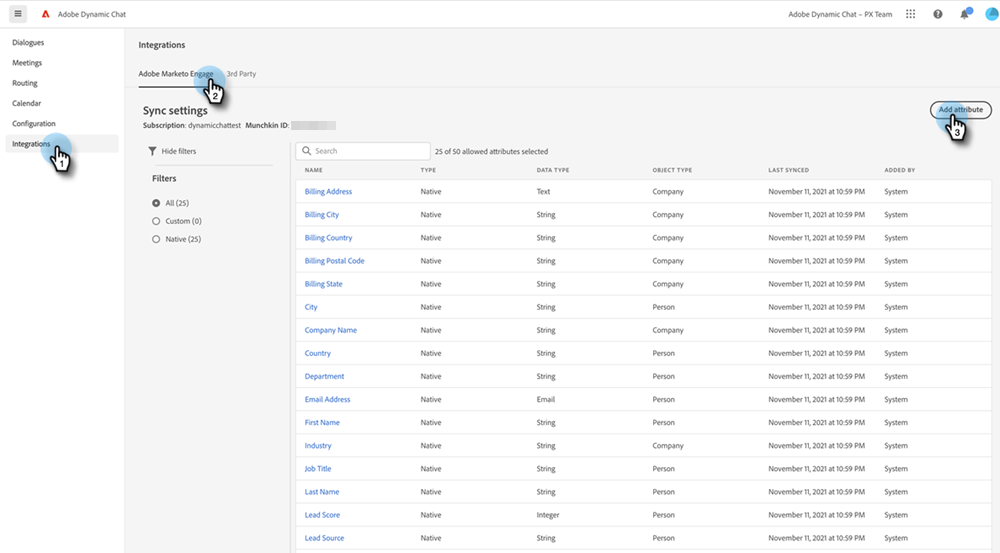 Adobe Dynamic Chat
Adobe Dynamic Chat – PX Team
Dialogues
Meetings
Routing
Calendar
Configuration
Integrations
1
Integrations
Adobe Marketo Engage
3rd Party
2
Sync settings
Subscription: dynamicchattest Munchkin ID:
Add attribute
3
Hide filters
Filters
All (25)
Custom (0)
Native (25)
Search
25 of 50 allowed attributes selected
NAME TYPE DATA TYPE OBJECT TYPE LAST SYNCED ADDED BY
Billing Address Native Text Company November 11, 2021 at 10:59 PM System
Billing City Native String Company November 11, 2021 at 10:59 PM System
Billing Country Native String Company November 11, 2021 at 10:59 PM System
Billing Postal Code Native String Company November 11, 2021 at 10:59 PM System
Billing State Native String Company November 11, 2021 at 10:59 PM System
City Native String Person November 11, 2021 at 10:59 PM System
Company Name Native String Company November 11, 2021 at 10:59 PM System
Country Native String Person November 11, 2021 at 10:59 PM System
Department Native String Person November 11, 2021 at 10:59 PM System
Email Address Native Email Person November 11, 2021 at 10:59 PM System
First Name Native String Person November 11, 2021 at 10:59 PM System
Industry Native String Company November 11, 2021 at 10:59 PM System
Job Title Native String Person November 11, 2021 at 10:59 PM System
Last Name Native String Person November 11, 2021 at 10:59 PM System
Lead Score Native Integer Person November 11, 2021 at 10:59 PM System
Lead Source Native String Person November 11, 2021 at 10:59 PM System